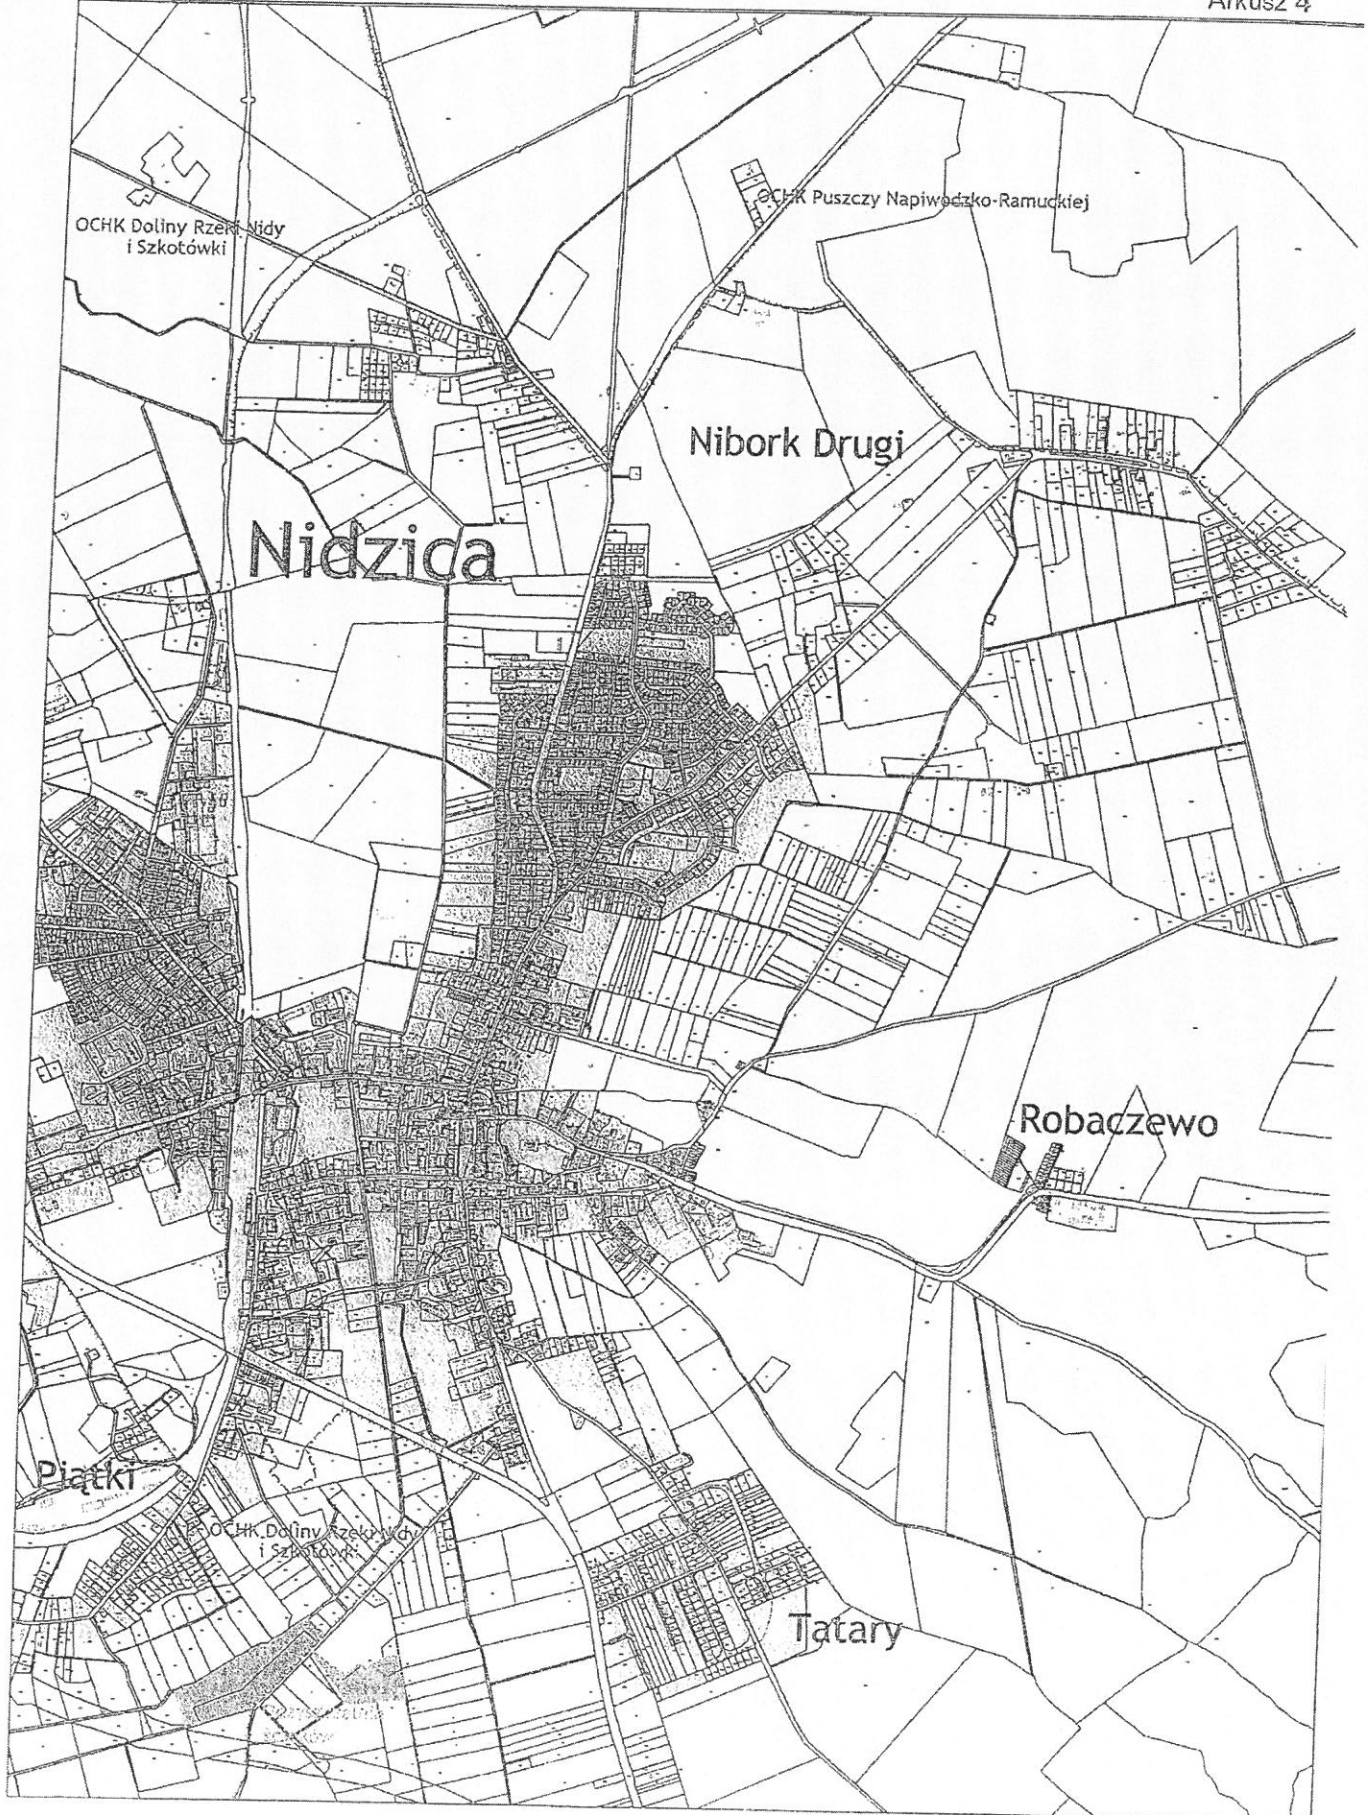 Arkusz 4
OCHK Puszczy Napiwodzko-Ramuckiej
OCHK Doliny Rzeki Nidy
i Szkotówki
Nibork Drugi
Nidzica
Robaczewo
Piątki
OCHK Doliny Rzeki Nidy
i Szkotówki
Tatary